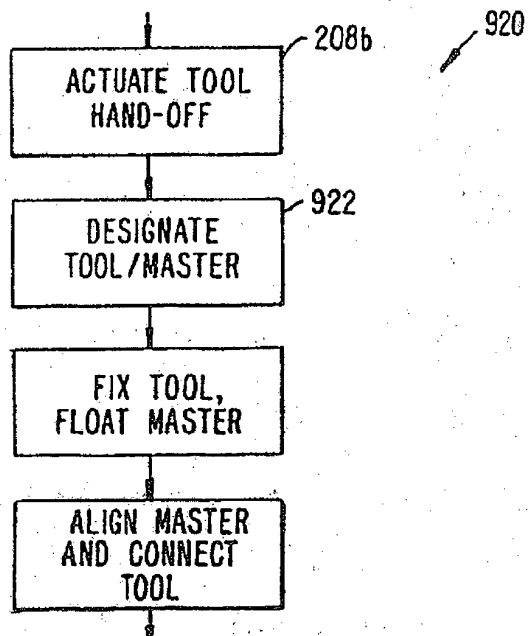 920
208b
ACTUATE TOOL
HAND-OFF
922
DESIGNATE
TOOL/MASTER
FIX TOOL,
FLOAT MASTER
ALIGN MASTER
AND CONNECT
TOOL